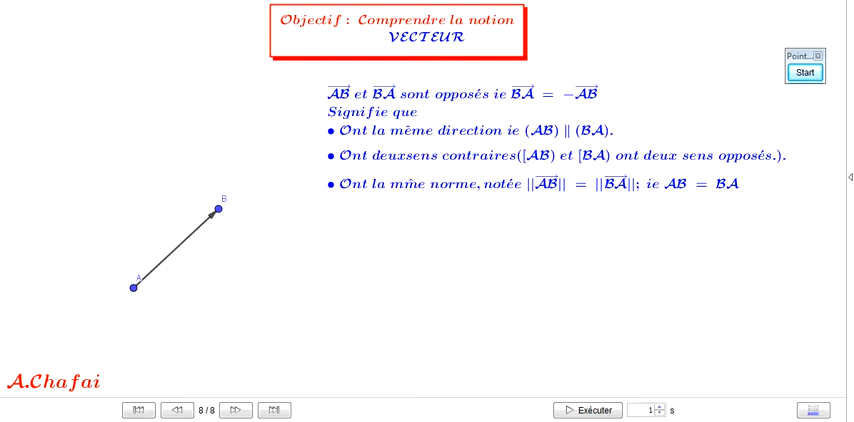 Objectif : Comprendre la notion
VECTEUR
Point...
Start
AB et BA sont opposés ie BA = −AB
Signifie que
• Ont la même direction ie (AB) ∥ (BA).
• Ont deuxsens contraires([AB) et [BA) ont deux sens opposés.).
• Ont la mm̂e norme, notée ||AB|| = ||BA||; ie AB = BA
B
A
A.Chafai
8 / 8
Exécuter
1
s